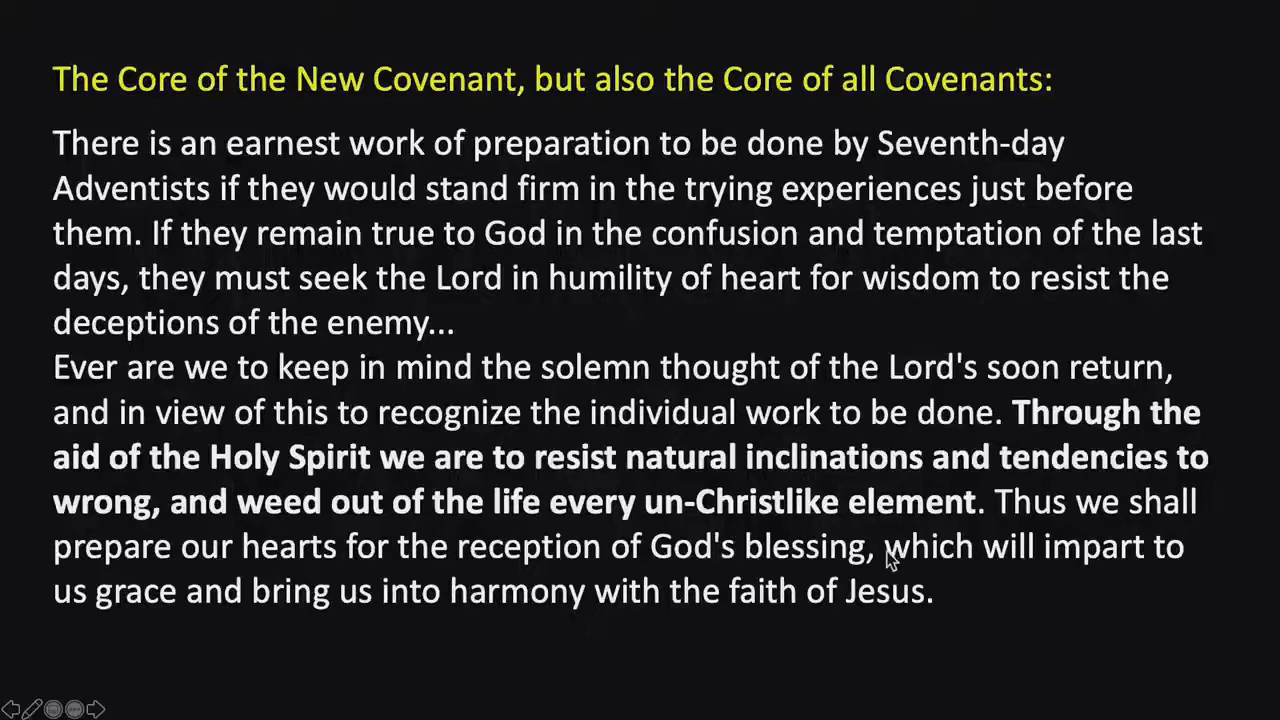 The Core of the New Covenant, but also the Core of all Covenants:
There is an earnest work of preparation to be done by Seventh-day
Adventists if they would stand firm in the trying experiences just before
them. If they remain true to God in the confusion and temptation of the last
days, they must seek the Lord in humility of heart for wisdom to resist the
deceptions of the enemy...
Ever are we to keep in mind the solemn thought of the Lord's soon return,
and in view of this to recognize the individual work to be done. Through the
aid of the Holy Spirit we are to resist natural inclinations and tendencies to
wrong, and weed out of the life every un-Christlike element. Thus we shall
prepare our hearts for the reception of God's blessing, which will impart to
us grace and bring us into harmony with the faith of Jesus.